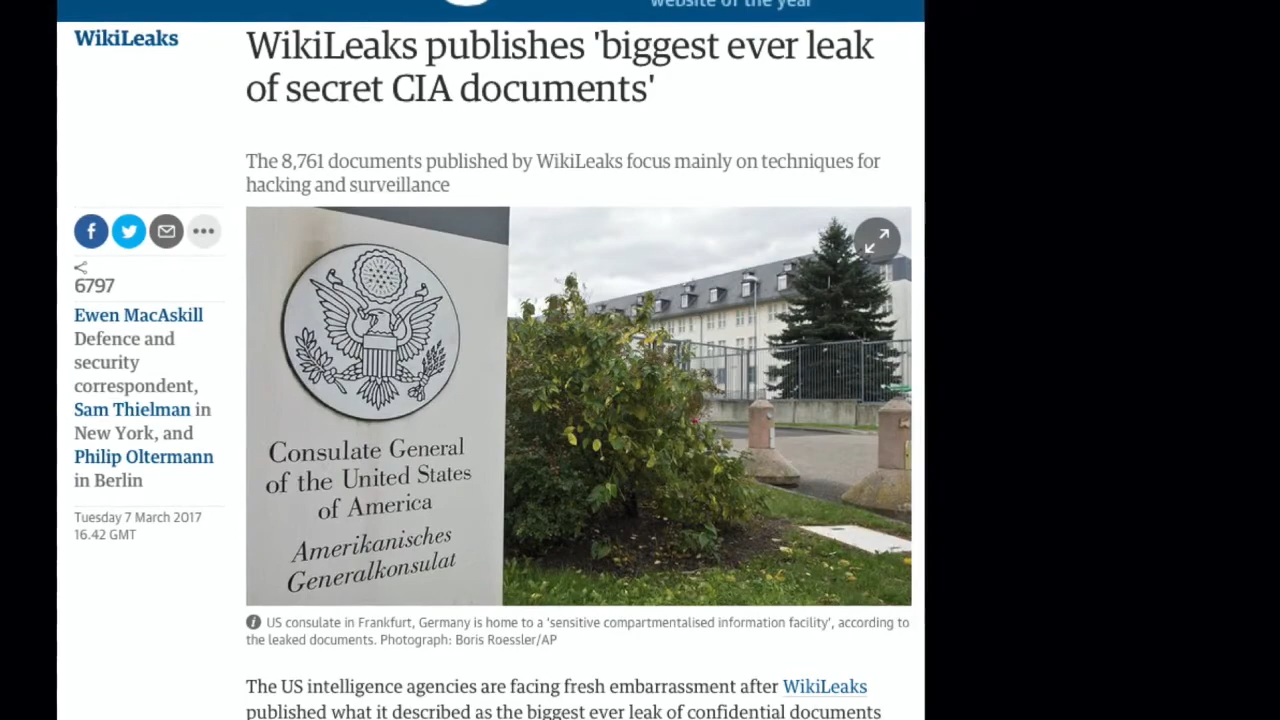 website of the year
WikiLeaks
WikiLeaks publishes 'biggest ever leak
of secret CIA documents'
The 8,761 documents published by WikiLeaks focus mainly on techniques for
hacking and surveillance
6797
Ewen MacAskill
Defence and
security
correspondent,
Sam Thielman in
New York, and
Philip Oltermann
in Berlin
Tuesday 7 March 2017
16.42 GMT
Consulate General
of the United States
of America
Amerikanisches
Generalkonsulat
US consulate in Frankfurt, Germany is home to a 'sensitive compartmentalised information facility', according to
the leaked documents. Photograph: Boris Roessler/AP
The US intelligence agencies are facing fresh embarrassment after WikiLeaks
published what it described as the biggest ever leak of confidential documents